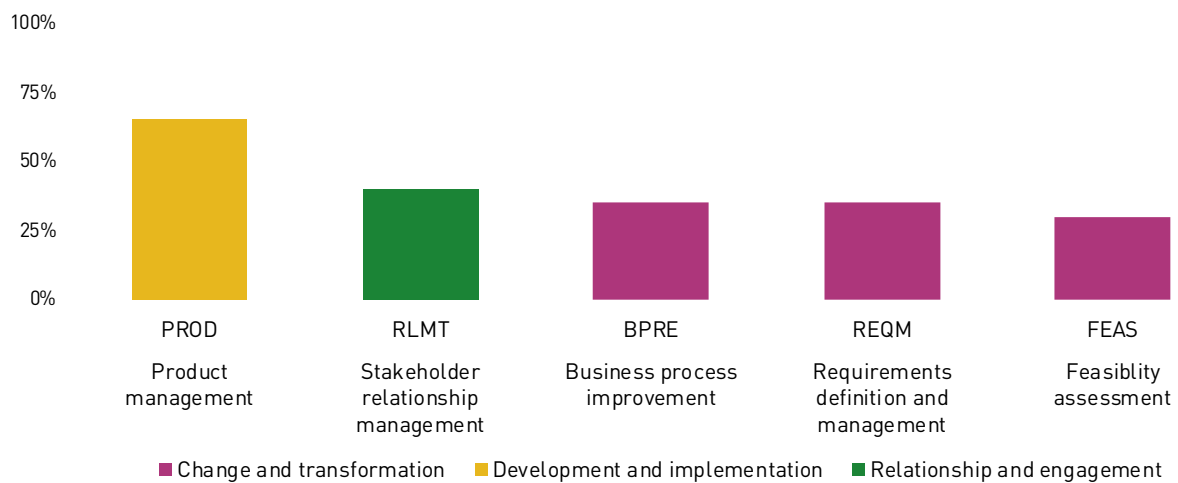 100%
75%
50%
25%
0%
PROD
RLMT
BPRE
REQM
FEAS
Product
management
Stakeholder
relationship
management
Business process
improvement
Requirements
definition and
management
Feasiblity
assessment
Change and transformation
Development and implementation
Relationship and engagement